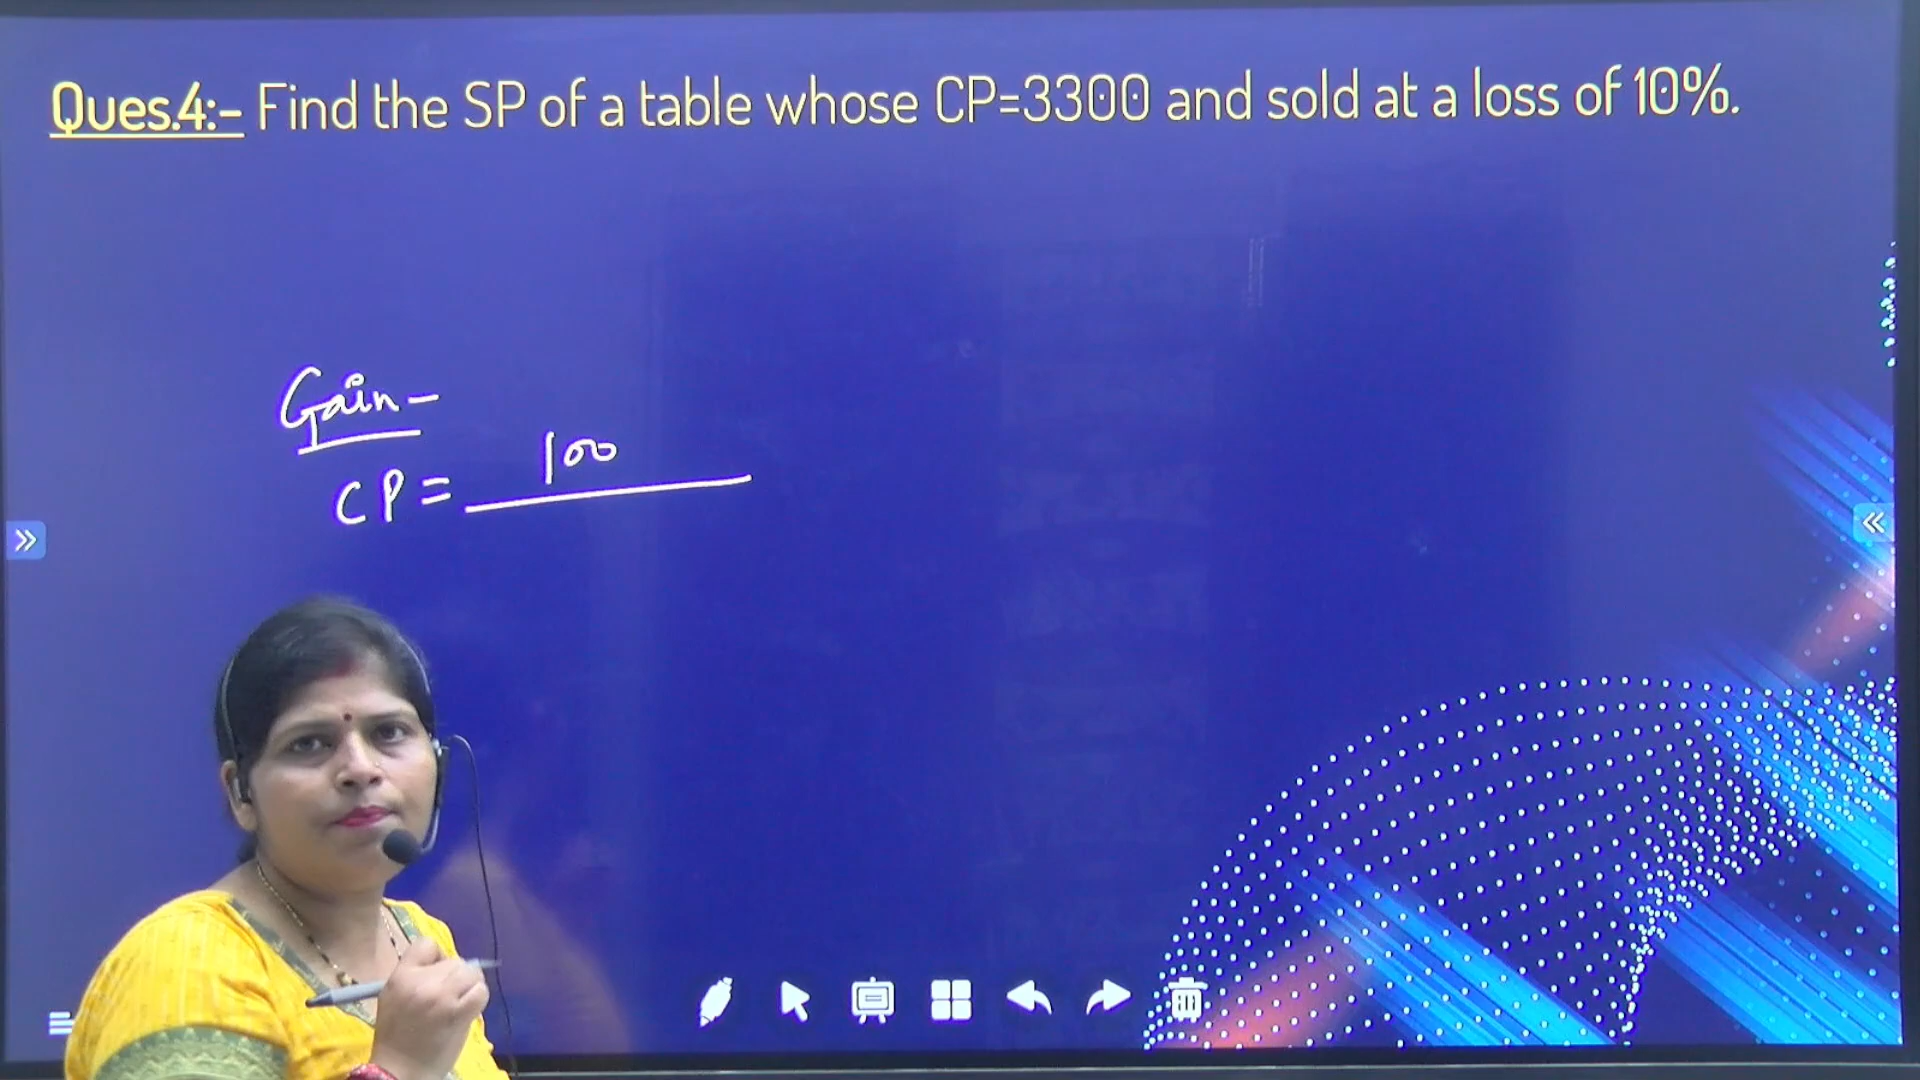 Ques.4:- Find the SP of a table whose CP=3300 and sold at a loss of 10%.
Gain-
CP= 100